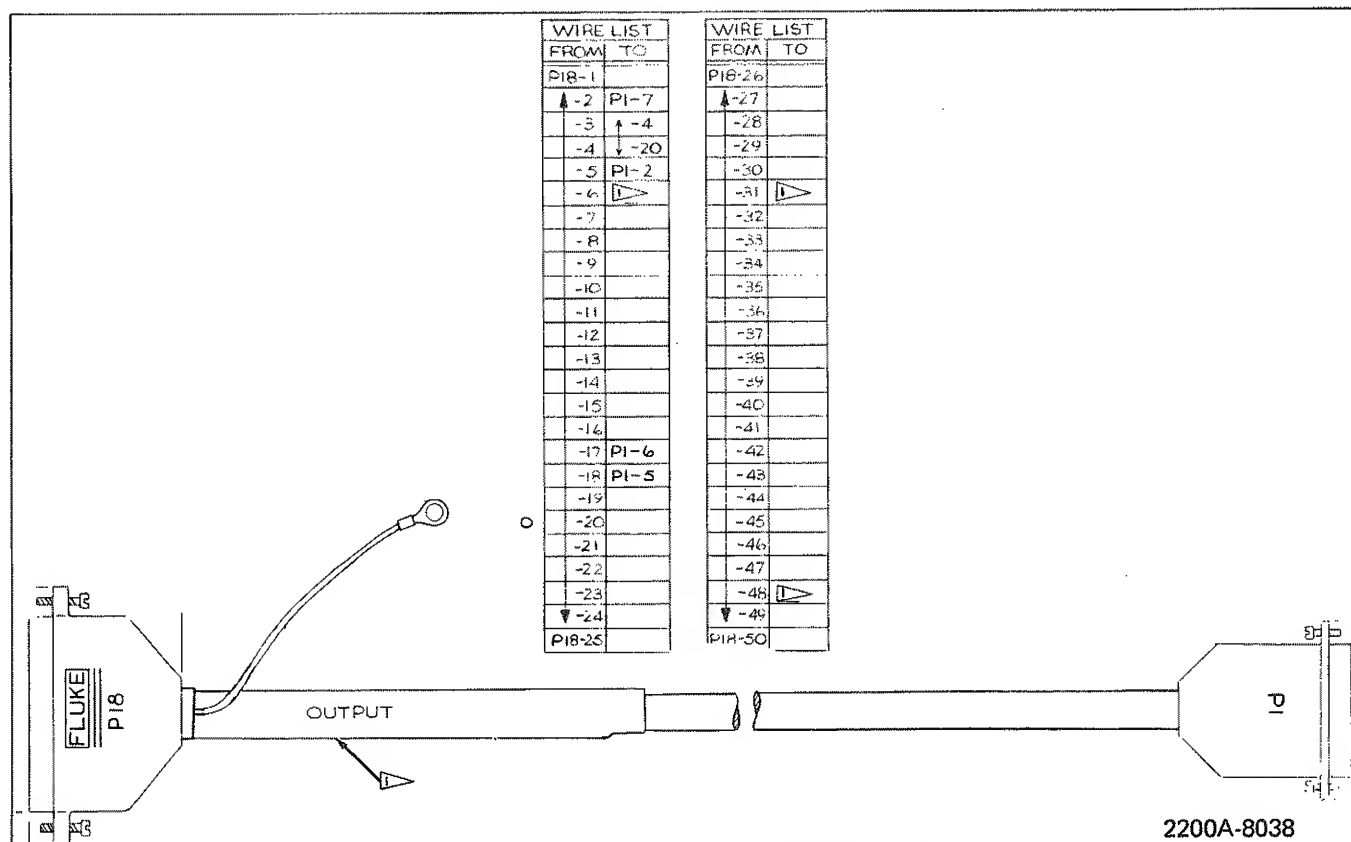 WIRE LIST
FROM TO
P18-1
-2 P1-7
-3 -4
-4 -20
-5 P1-2
-6 1
-7
-8
-9
-10
-11
-12
-13
-14
-15
-16
-17 P1-6
-18 P1-5
-19
-20
-21
-22
-23
-24
P18-25
WIRE LIST
FROM TO
P18-26
-27
-28
-29
-30
-31 1
-32
-33
-34
-35
-36
-37
-38
-39
-40
-41
-42
-43
-44
-45
-46
-47
-48 1
-49
P18-50
FLUKE
P18
OUTPUT
1
P1
2200A-8038